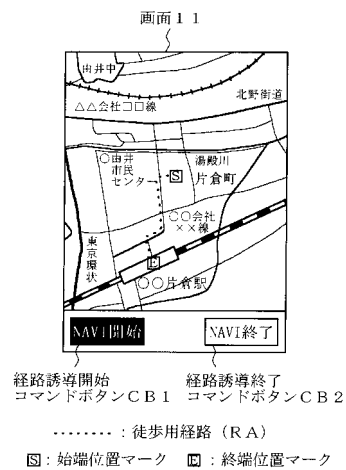 画面11
由井中
北野街道
△△会社□□線
○由井
市民
センター
湯殿川
S
片倉町
○○会社
××線
東京環状
E
○○片倉駅
NAVI開始
NAVI終了
経路誘導開始
コマンドボタンCB1
経路誘導終了
コマンドボタンCB2
‥‥‥‥:徒歩用経路(RA)
S:始端位置マーク E:終端位置マーク